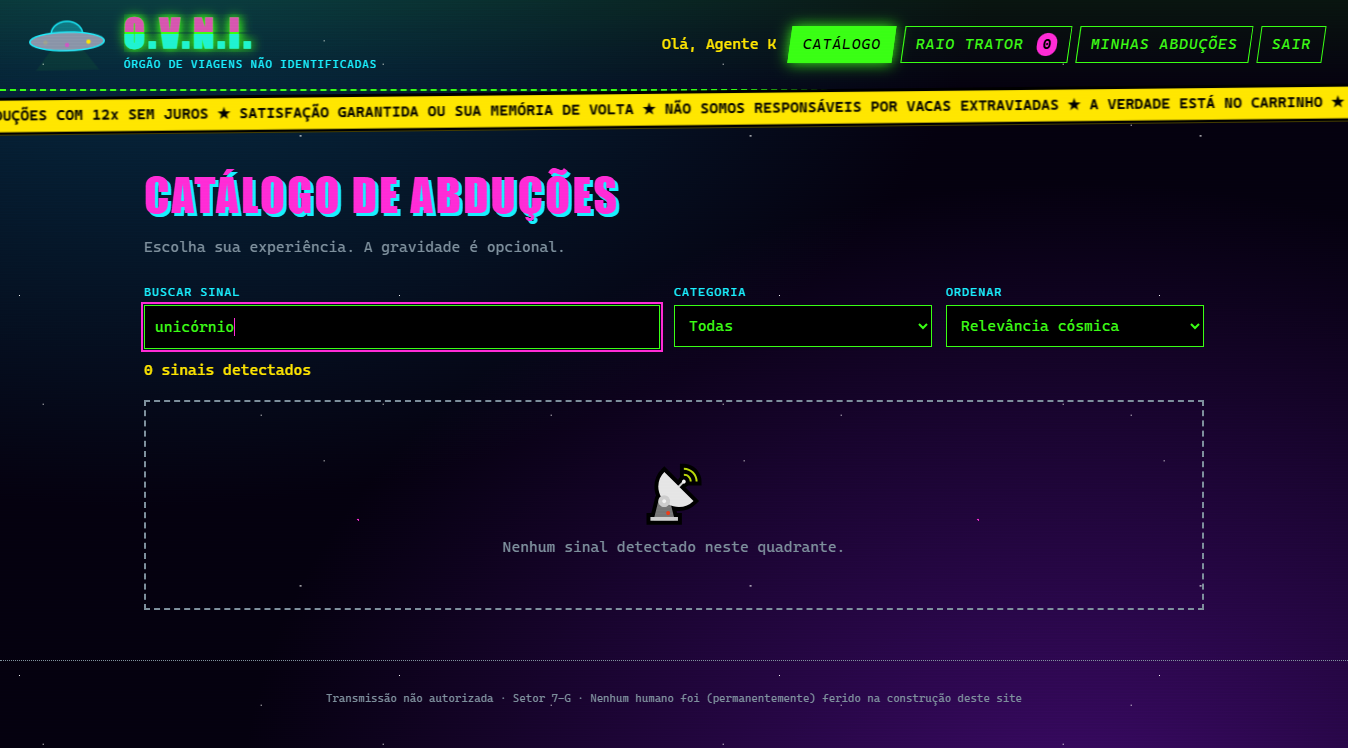 O.V.N.I.
ÓRGÃO DE VIAGENS NÃO IDENTIFICADAS
Olá, Agente K
CATÁLOGO
RAIO TRATOR 0
MINHAS ABDUÇÕES
SAIR
COM 12x SEM JUROS ★ SATISFAÇÃO GARANTIDA OU SUA MEMÓRIA DE VOLTA ★ NÃO SOMOS RESPONSÁVEIS POR VACAS EXTRAVIADAS ★ A VERDADE ESTÁ NO CARRINHO ★
CATÁLOGO DE ABDUÇÕES
Escolha sua experiência. A gravidade é opcional.
BUSCAR SINAL
CATEGORIA
ORDENAR
unicórnio
Todas
Relevância cósmica
0 sinais detectados
Nenhum sinal detectado neste quadrante.
Transmissão não autorizada · Setor 7-G · Nenhum humano foi (permanentemente) ferido na construção deste site